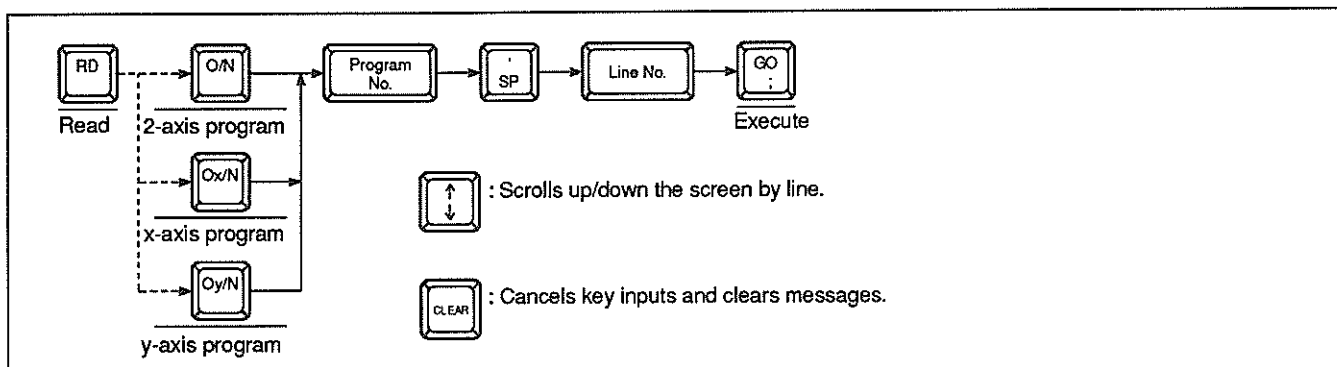 RD
O/N
Program
No.
'
SP
Line No.
GO
;
Read
2-axis program
Execute
Ox/N
↑
↓
: Scrolls up/down the screen by line.
x-axis program
Oy/N
CLEAR
: Cancels key inputs and clears messages.
y-axis program